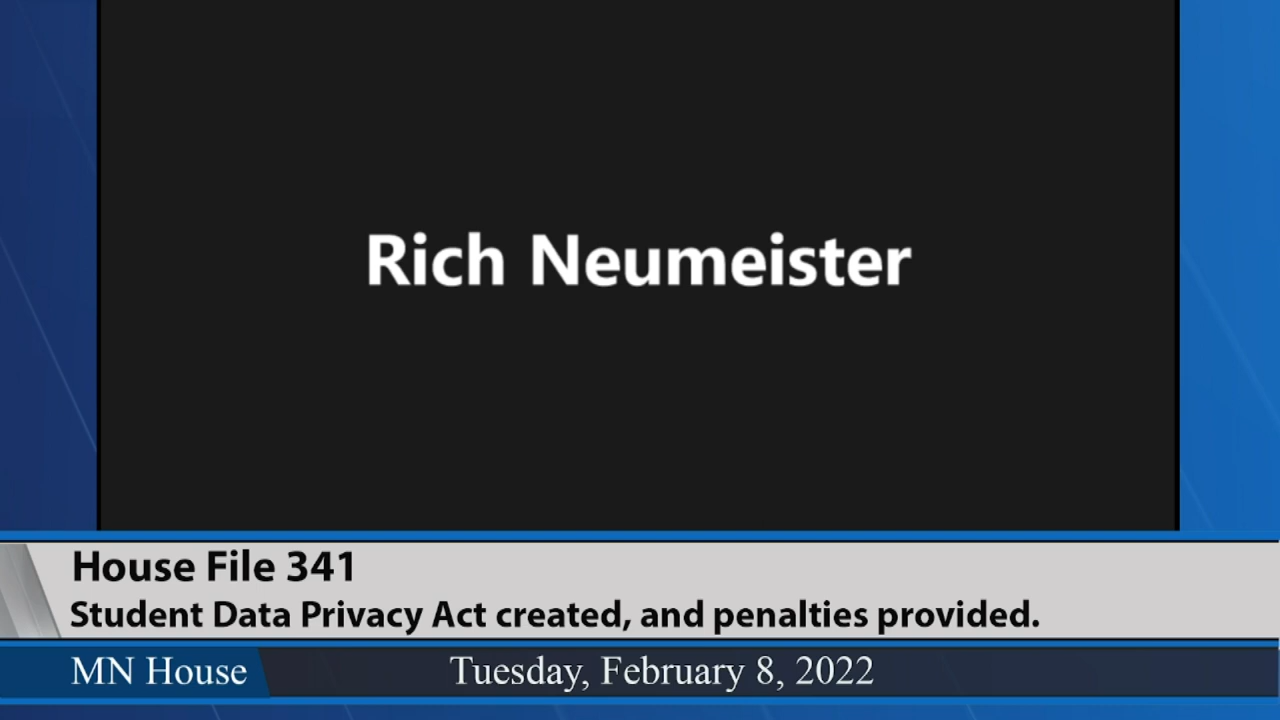 Rich Neumeister
House File 341
Student Data Privacy Act created, and penalties provided.
MN House
Tuesday, February 8, 2022